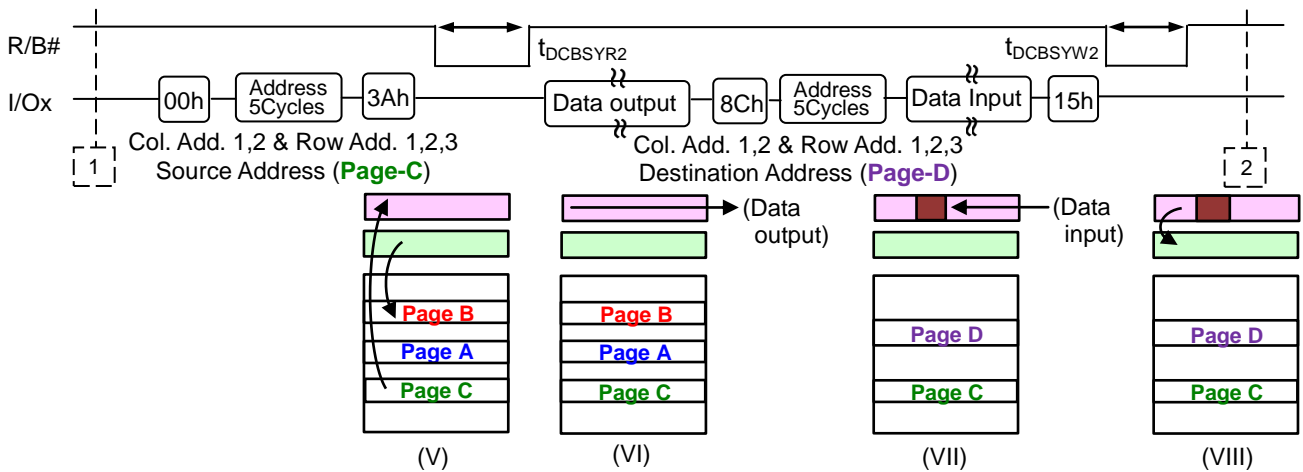 R/B#
tDCBSYR2
tDCBSYW2
I/Ox
00h
Address
5Cycles
3Ah
Data output
8Ch
Address
5Cycles
Data Input
15h
Col. Add. 1,2 & Row Add. 1,2,3
Source Address (Page-C)
Col. Add. 1,2 & Row Add. 1,2,3
Destination Address (Page-D)
1
2
(Data
output)
(Data
input)
Page B
Page A
Page C
Page B
Page A
Page C
Page D
Page C
Page D
Page C
(V)
(VI)
(VII)
(VIII)